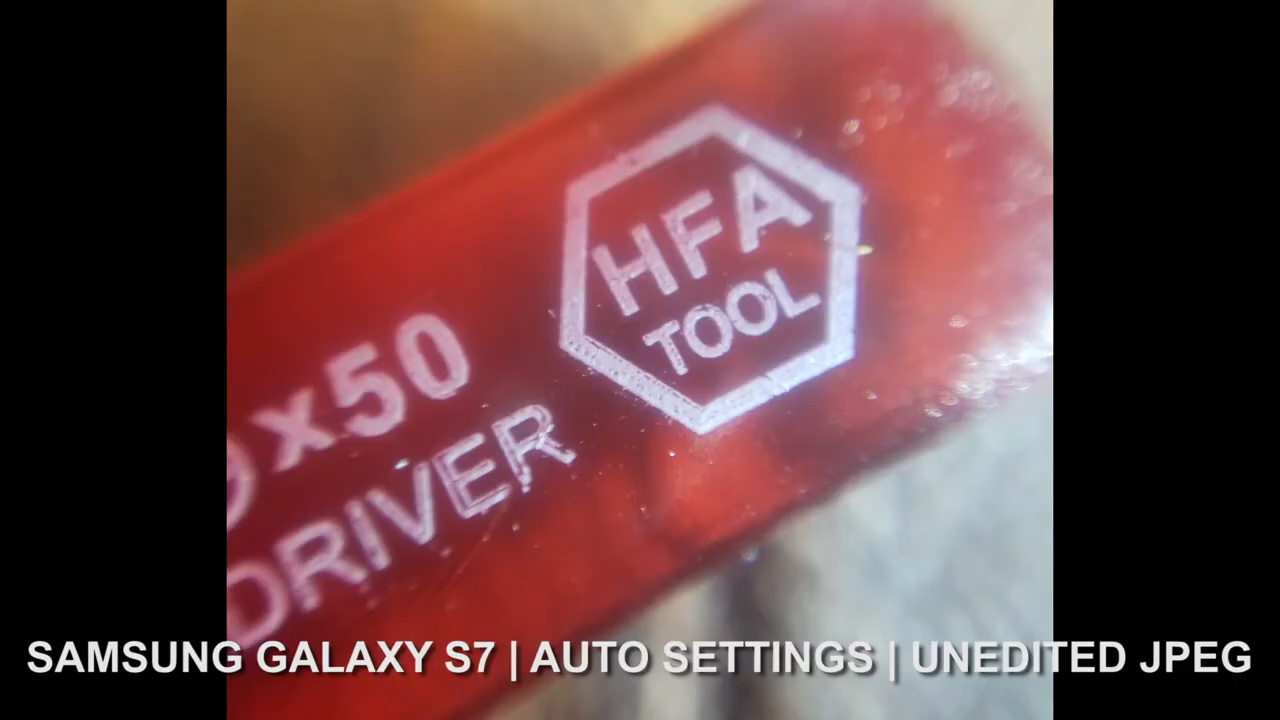 HFA
TOOL
x50
DRIVER
SAMSUNG GALAXY S7 | AUTO SETTINGS | UNEDITED JPEG